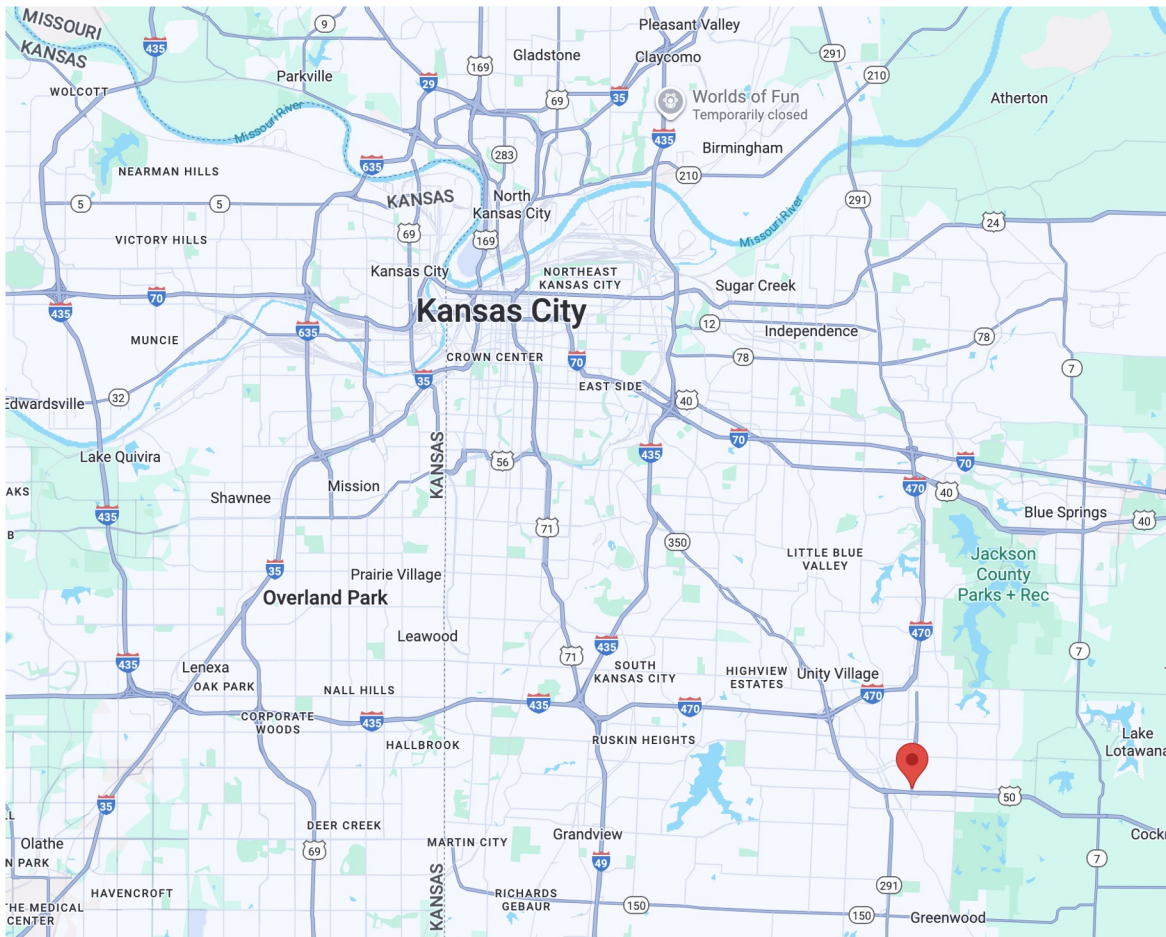 MISSOURI
KANSAS
435
9
169
Pleasant Valley
Gladstone
Claycomo
291
210
Parkville
29
WOLCOTT
69
35
Worlds of Fun
Temporarily closed
Atherton
Missouri River
435
Birmingham
283
635
NEARMAN HILLS
210
KANSAS
North
Kansas City
291
5
5
Missouri River
24
69
169
VICTORY HILLS
Kansas City
NORTHEAST
KANSAS CITY
Sugar Creek
70
435
Kansas City
12
Independence
635
MUNCIE
78
CROWN CENTER
78
70
7
35
EAST SIDE
32
40
Edwardsville
70
KANSAS
435
Lake Quivira
56
70
470
40
AKS
Shawnee
Mission
Blue Springs
40
435
B
71
350
LITTLE BLUE
VALLEY
Jackson
County
Parks + Rec
35
Prairie Village
Overland Park
Leawood
470
435
71
7
435
Lenexa
SOUTH
KANSAS CITY
HIGHVIEW
ESTATES
Unity Village
OAK PARK
NALL HILLS
470
435
470
CORPORATE
WOODS
435
HALLBROOK
RUSKIN HEIGHTS
Lake
Lotawana
50
35
L
DEER CREEK
Grandview
Cockr
Olathe
MARTIN CITY
N PARK
69
49
7
KANSAS
291
HAVENCROFT
RICHARDS
GEBAUR
150
150
Greenwood
THE MEDICAL
CENTER